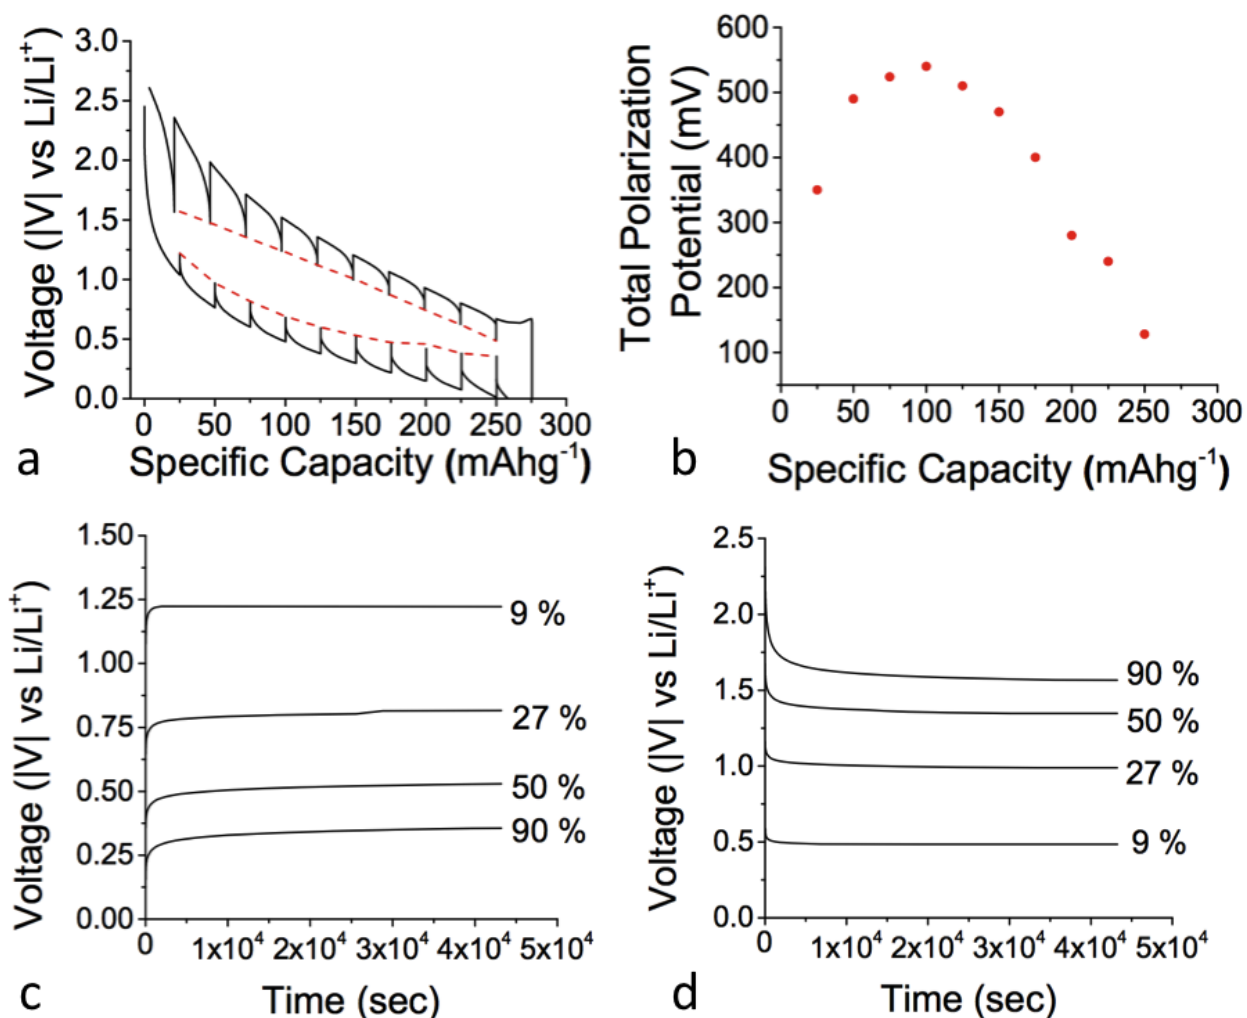 3.0
2.5
2.0
1.5
1.0
0.5
0.0
Voltage (|V| vs Li/Li⁺)
0 50 100 150 200 250 300
Specific Capacity (mAhg⁻¹)
a
600
500
400
300
200
100
Total Polarization
Potential (mV)
0 50 100 150 200 250 300
Specific Capacity (mAhg⁻¹)
b
1.50
1.25
1.00
0.75
0.50
0.25
0.00
Voltage (|V| vs Li/Li⁺)
9 %
27 %
50 %
90 %
0 1x10⁴ 2x10⁴ 3x10⁴ 4x10⁴ 5x10⁴
Time (sec)
c
2.5
2.0
1.5
1.0
0.5
0.0
Voltage (|V| vs Li/Li⁺)
90 %
50 %
27 %
9 %
0 1x10⁴ 2x10⁴ 3x10⁴ 4x10⁴ 5x10⁴
Time (sec)
d